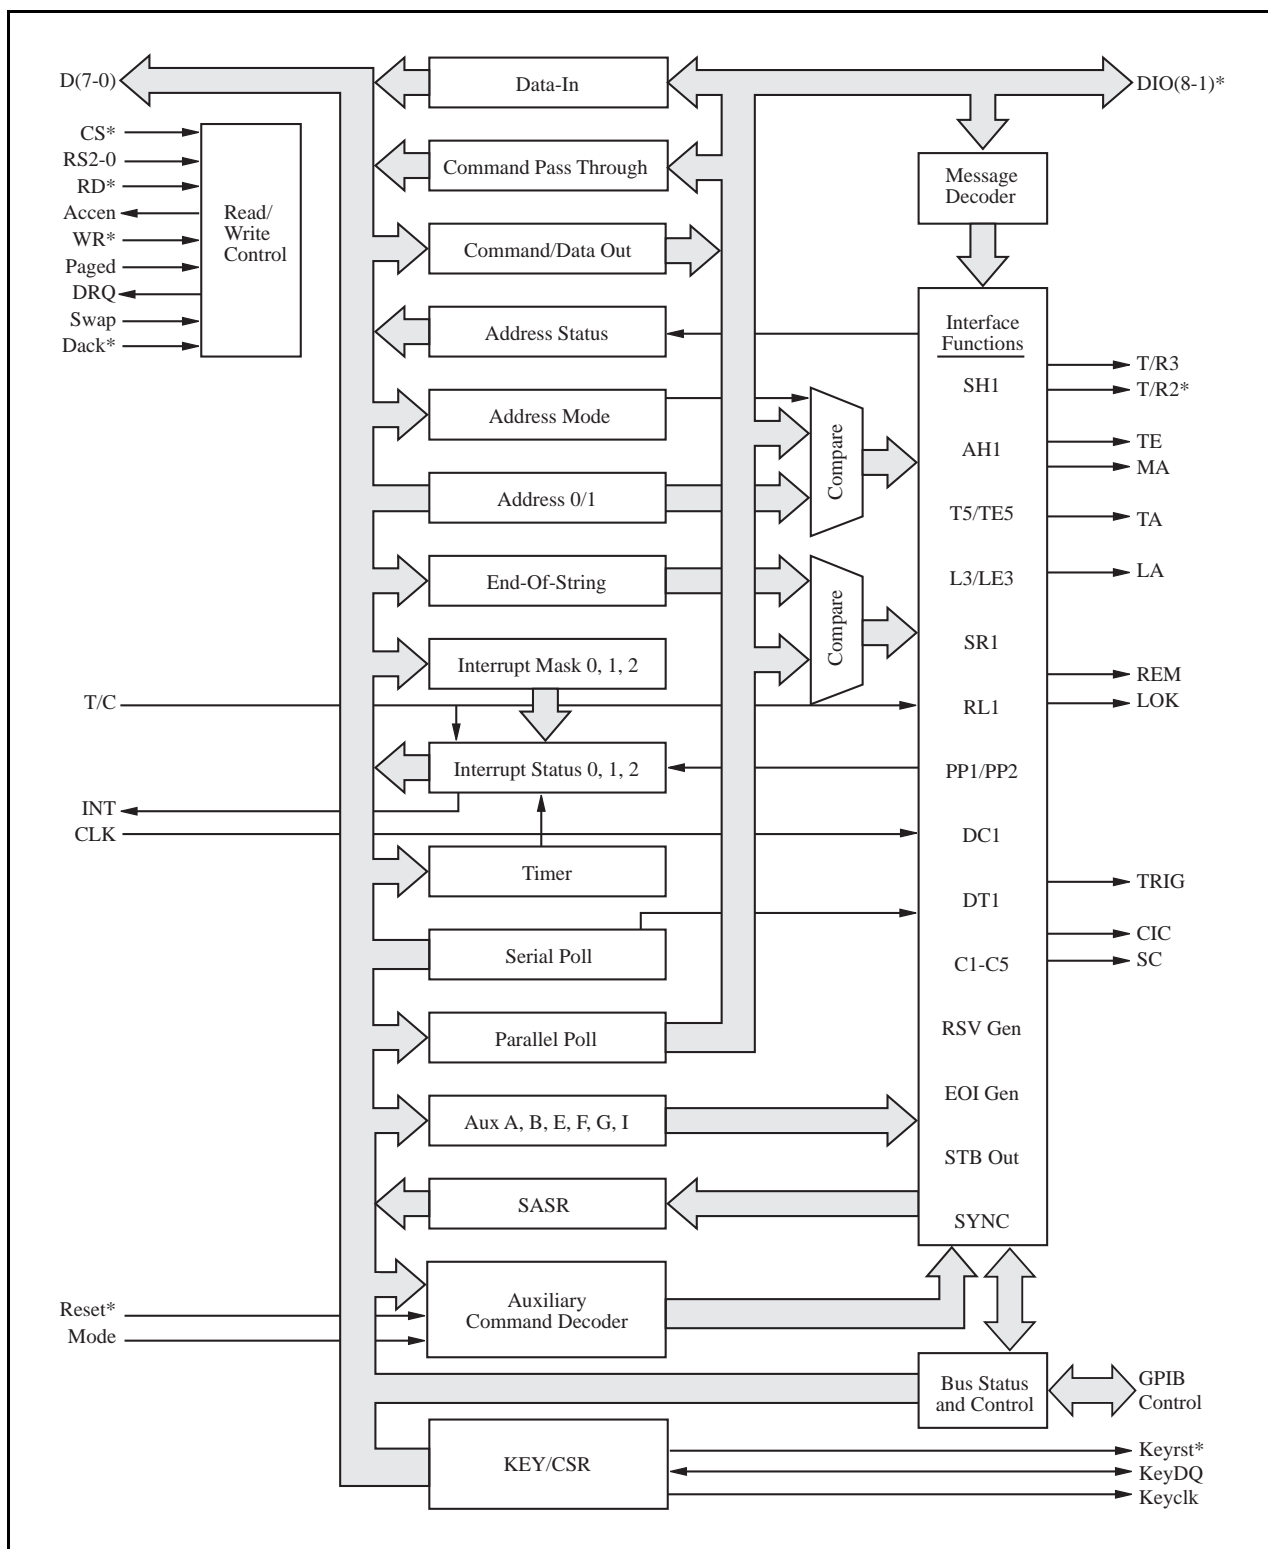 D(7-0)
Data-In
DIO(8-1)*
CS*
RS2-0
RD*
Accen
WR*
Paged
DRQ
Swap
Dack*
Read/
Write
Control
Command Pass Through
Message
Decoder
Command/Data Out
Address Status
Interface
Functions
Address Mode
Compare
Address 0/1
End-Of-String
Compare
Interrupt Mask 0, 1, 2
T/C
Interrupt Status 0, 1, 2
INT
CLK
Timer
Serial Poll
Parallel Poll
Aux A, B, E, F, G, I
SASR
SH1
AH1
T5/TE5
L3/LE3
SR1
RL1
PP1/PP2
DC1
DT1
C1-C5
RSV Gen
EOI Gen
STB Out
SYNC
T/R3
T/R2*
TE
MA
TA
LA
REM
LOK
TRIG
CIC
SC
Reset*
Mode
Auxiliary
Command Decoder
Bus Status
and Control
GPIB
Control
KEY/CSR
Keyrst*
KeyDQ
Keyclk